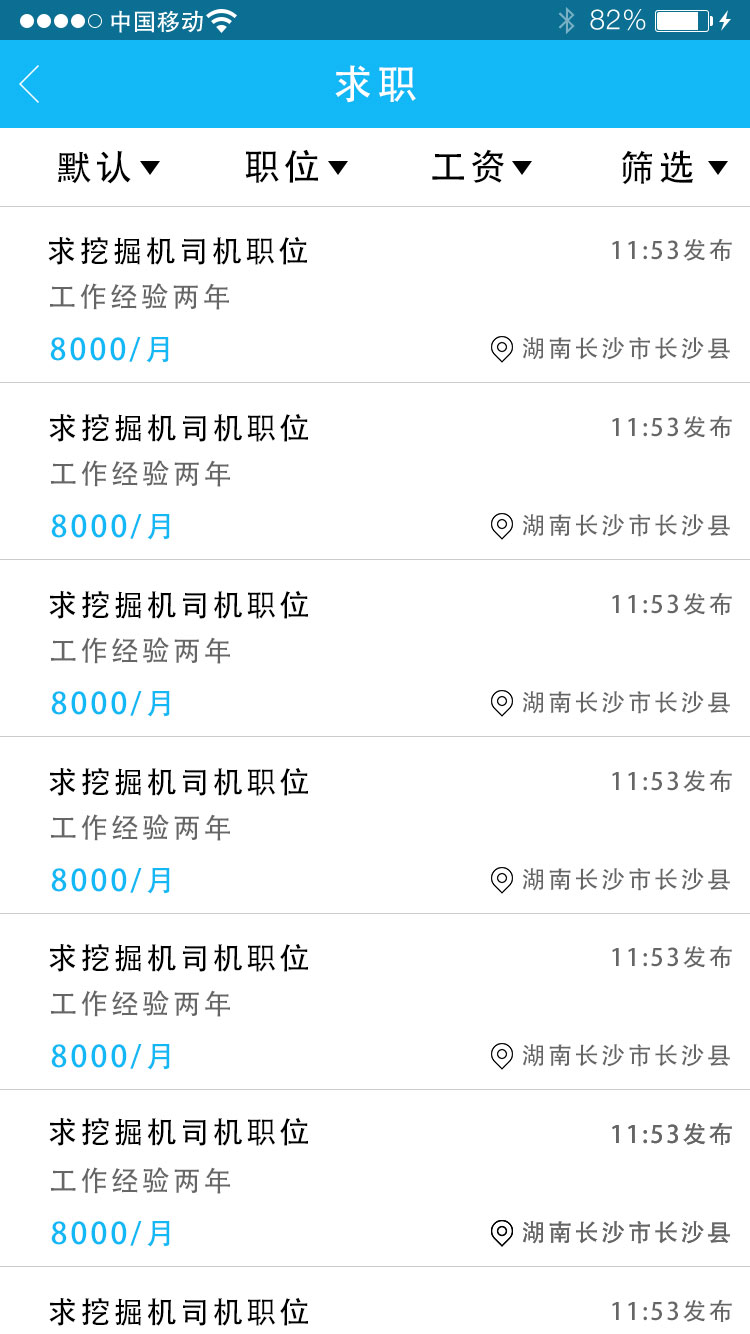 中国移动 82%
求职
默认 职位 工资 筛选
求挖掘机司机职位 11:53发布
工作经验两年
8000/月 湖南长沙市长沙县
求挖掘机司机职位 11:53发布
工作经验两年
8000/月 湖南长沙市长沙县
求挖掘机司机职位 11:53发布
工作经验两年
8000/月 湖南长沙市长沙县
求挖掘机司机职位 11:53发布
工作经验两年
8000/月 湖南长沙市长沙县
求挖掘机司机职位 11:53发布
工作经验两年
8000/月 湖南长沙市长沙县
求挖掘机司机职位 11:53发布
工作经验两年
8000/月 湖南长沙市长沙县
求挖掘机司机职位 11:53发布